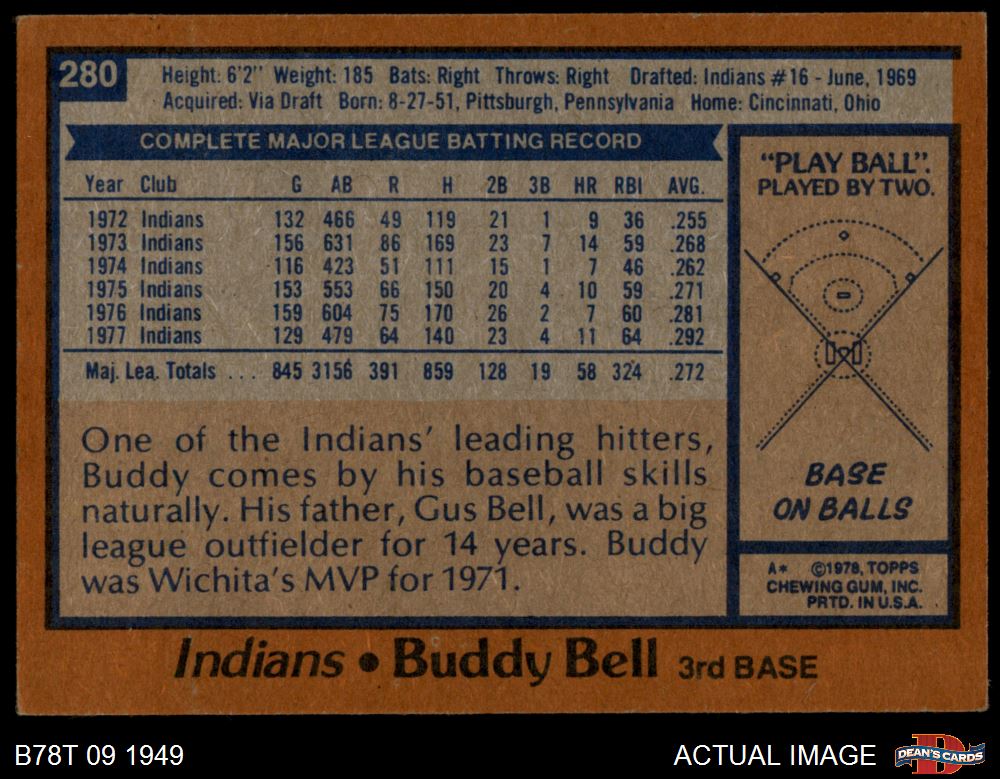 280
Height: 6'2" Weight: 185 Bats: Right Throws: Right Drafted: Indians #16 - June, 1969
Acquired: Via Draft Born: 8-27-51, Pittsburgh, Pennsylvania Home: Cincinnati, Ohio
COMPLETE MAJOR LEAGUE BATTING RECORD
Year Club G AB R H 2B 3B HR RBI AVG.
1972 Indians 132 466 49 119 21 1 9 36 .255
1973 Indians 156 631 86 169 23 7 14 59 .268
1974 Indians 116 423 51 111 15 1 7 46 .262
1975 Indians 153 553 66 150 20 4 10 59 .271
1976 Indians 159 604 75 170 26 2 7 60 .281
1977 Indians 129 479 64 140 23 4 11 64 .292
Maj. Lea. Totals ... 845 3156 391 859 128 19 58 324 .272
One of the Indians' leading hitters,
Buddy comes by his baseball skills
naturally. His father, Gus Bell, was a big
league outfielder for 14 years. Buddy
was Wichita's MVP for 1971.
"PLAY BALL".
PLAYED BY TWO.
BASE
ON BALLS
A* ©1978, TOPPS
CHEWING GUM, INC.
PRTD. IN U.S.A.
Indians • Buddy Bell 3rd BASE
B78T 09 1949
ACTUAL IMAGE
D
DEAN'S CARDS